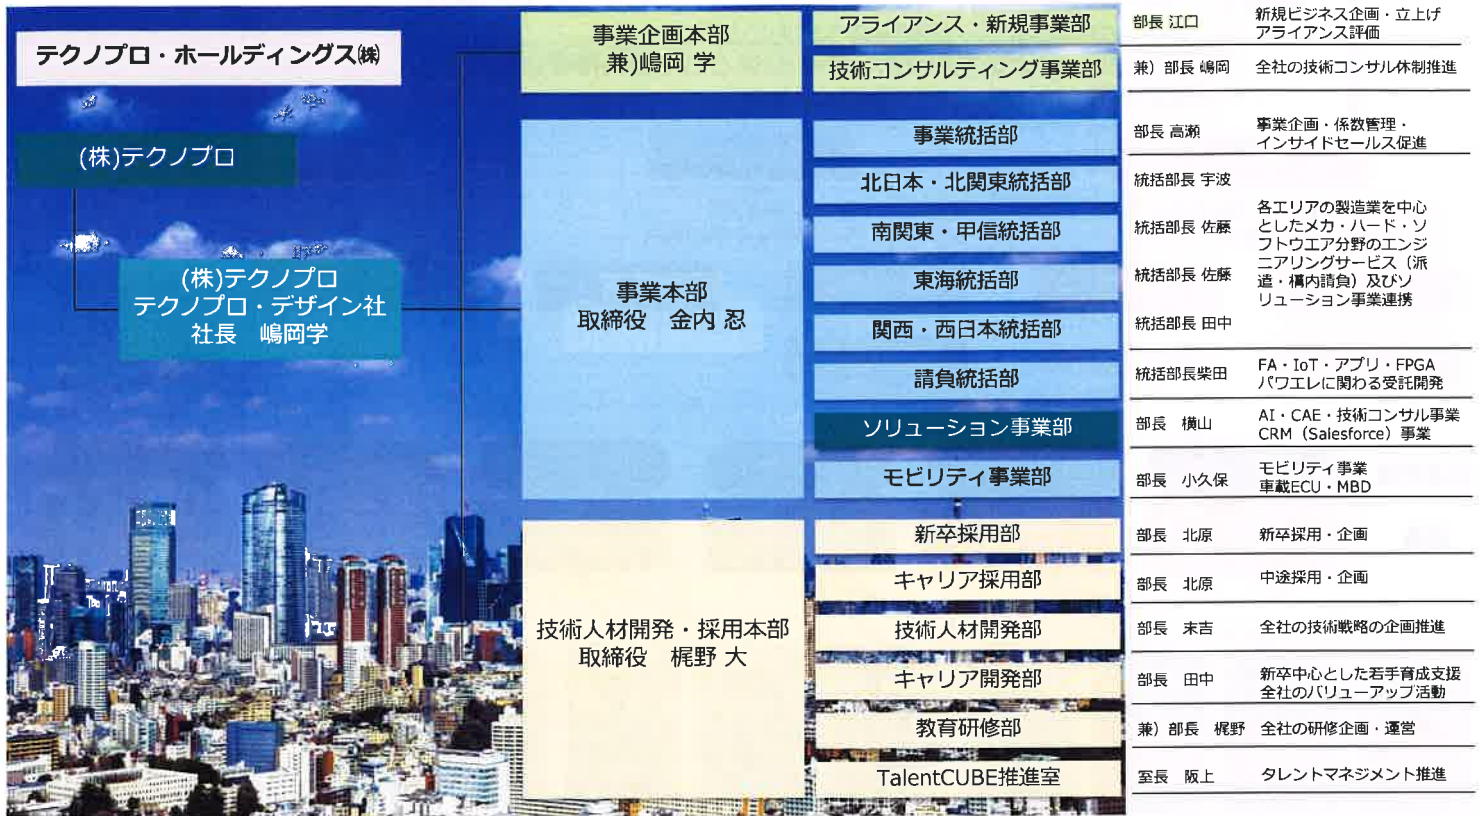 テクノプロ・ホールディングス㈱
(株)テクノプロ
(株)テクノプロ
テクノプロ・デザイン社
社長　嶋岡学
事業企画本部
兼)嶋岡 学
アライアンス・新規事業部
部長 江口
新規ビジネス企画・立上げ
アライアンス評価
技術コンサルティング事業部
兼）部長 嶋岡
全社の技術コンサル体制推進
事業本部
取締役　金内 忍
事業統括部
部長 高瀬
事業企画・係数管理・
インサイドセールス促進
北日本・北関東統括部
統括部長 宇波
南関東・甲信統括部
統括部長 佐藤
東海統括部
統括部長 佐藤
関西・西日本統括部
統括部長 田中
各エリアの製造業を中心
としたメカ・ハード・ソ
フトウエア分野のエンジ
ニアリングサービス（派
遣・構内請負）及びソ
リューション事業連携
請負統括部
統括部長柴田
FA・IoT・アプリ・FPGA
パワエレに関わる受託開発
ソリューション事業部
部長　横山
AI・CAE・技術コンサル事業
CRM（Salesforce）事業
モビリティ事業部
部長　小久保
モビリティ事業
車載ECU・MBD
技術人材開発・採用本部
取締役　梶野 大
新卒採用部
部長　北原
新卒採用・企画
キャリア採用部
部長　北原
中途採用・企画
技術人材開発部
部長　末吉
全社の技術戦略の企画推進
キャリア開発部
部長　田中
新卒中心とした若手育成支援
全社のバリューアップ活動
教育研修部
兼）部長　梶野
全社の研修企画・運営
TalentCUBE推進室
室長　阪上
タレントマネジメント推進